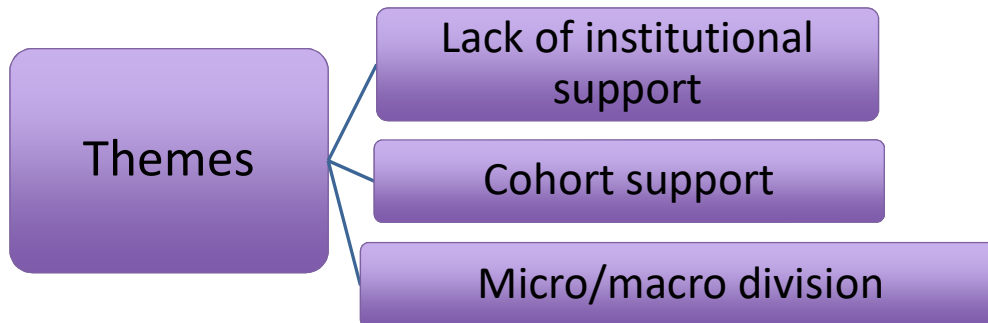 Themes
Lack of institutional
support
Cohort support
Micro/macro division